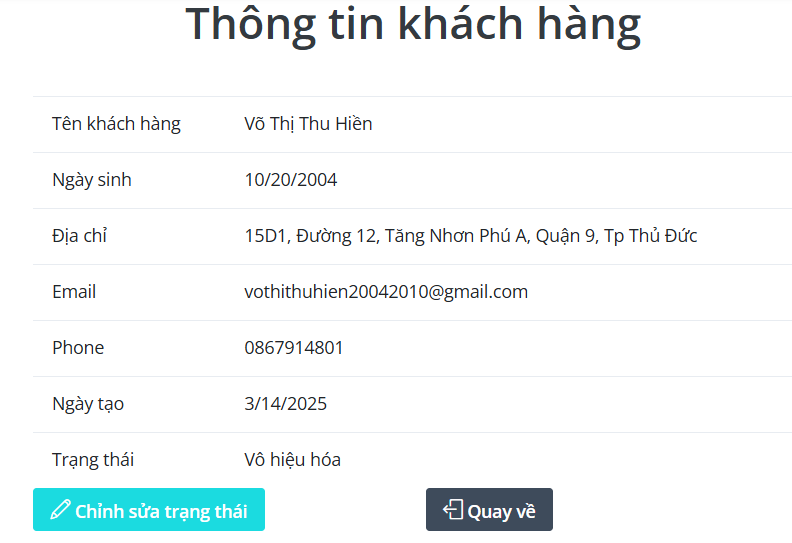 Thông tin khách hàng
Tên khách hàng Võ Thị Thu Hiền
Ngày sinh 10/20/2004
Địa chỉ 15D1, Đường 12, Tăng Nhơn Phú A, Quận 9, Tp Thủ Đức
Email vothithuhien20042010@gmail.com
Phone 0867914801
Ngày tạo 3/14/2025
Trạng thái Vô hiệu hóa
Chỉnh sửa trạng thái Quay về